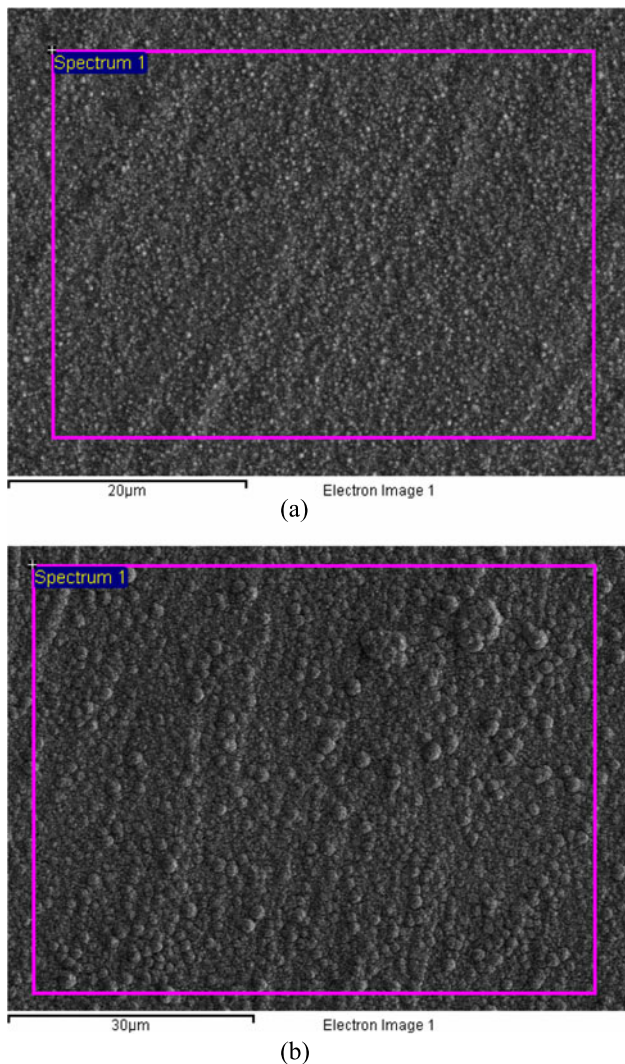 Spectrum 1
20µm Electron Image 1
(a)
Spectrum 1
30µm Electron Image 1
(b)